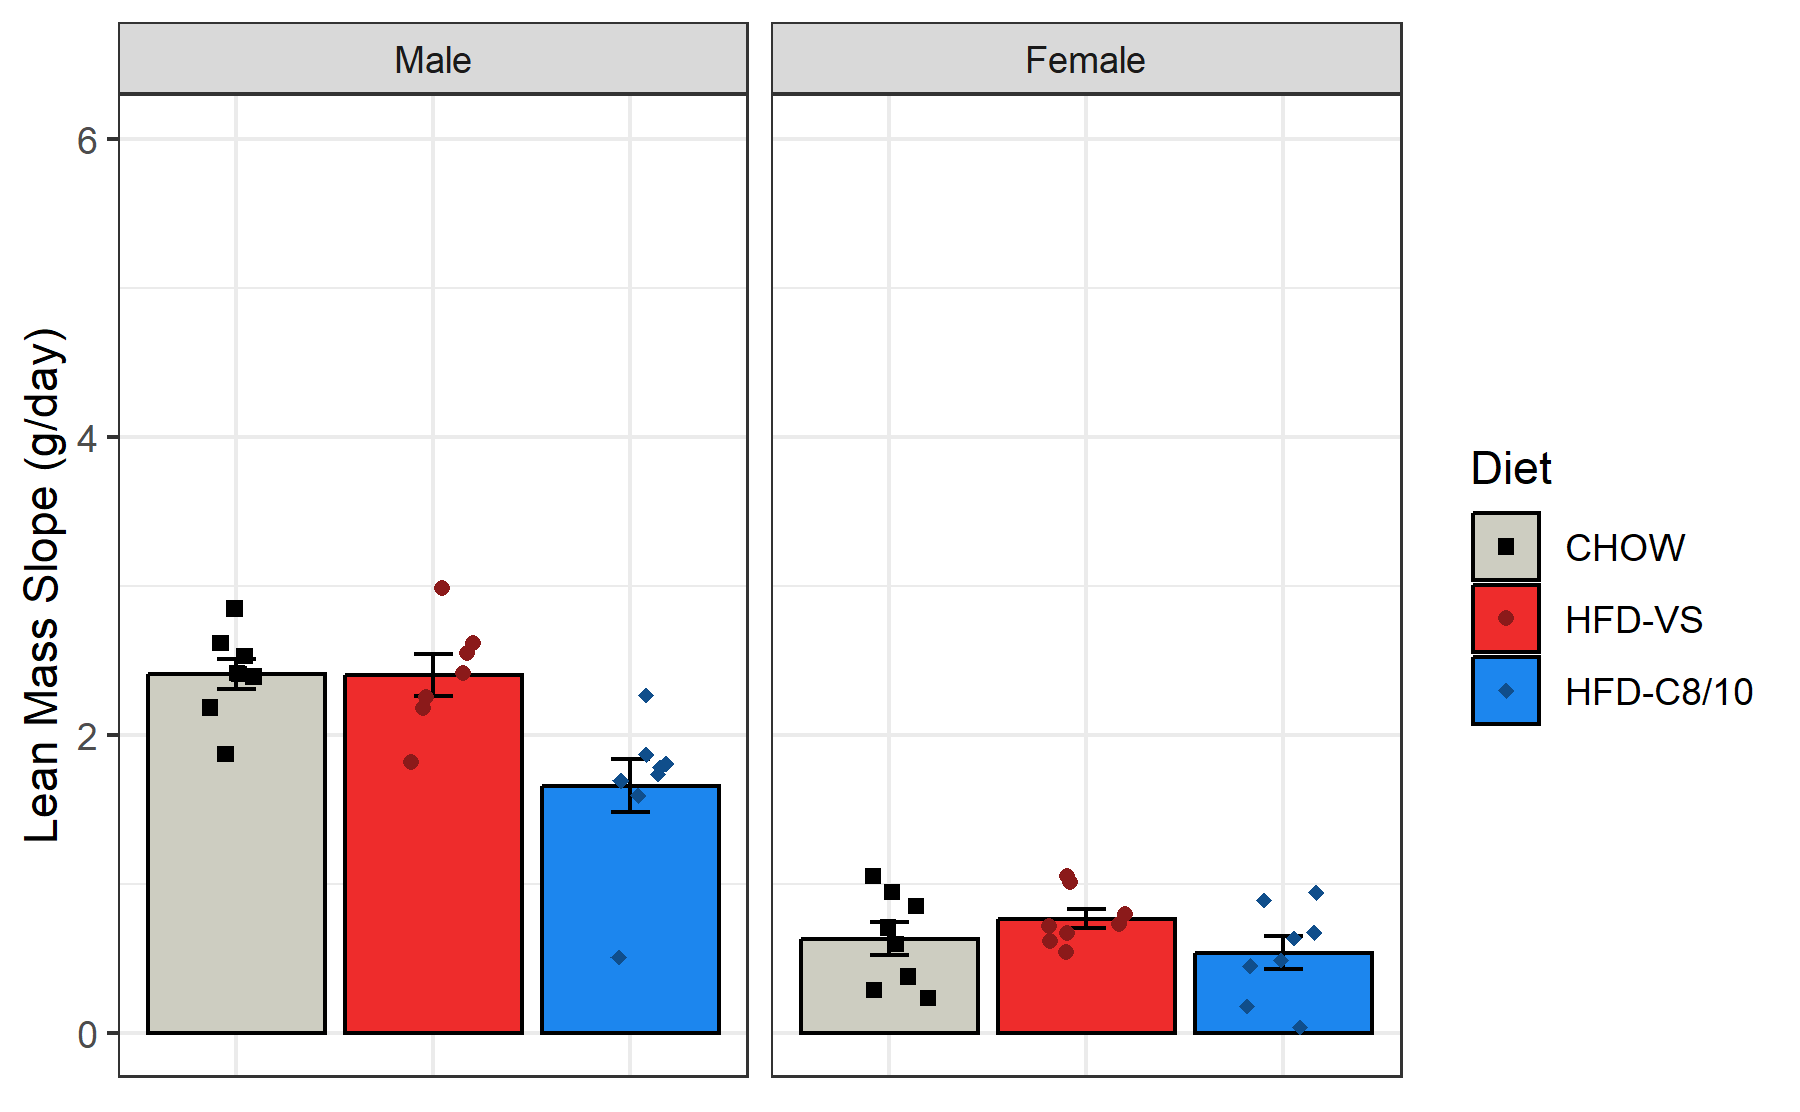 Male
Female
Lean Mass Slope (g/day)
6
4
2
0
Diet
CHOW
HFD-VS
HFD-C8/10